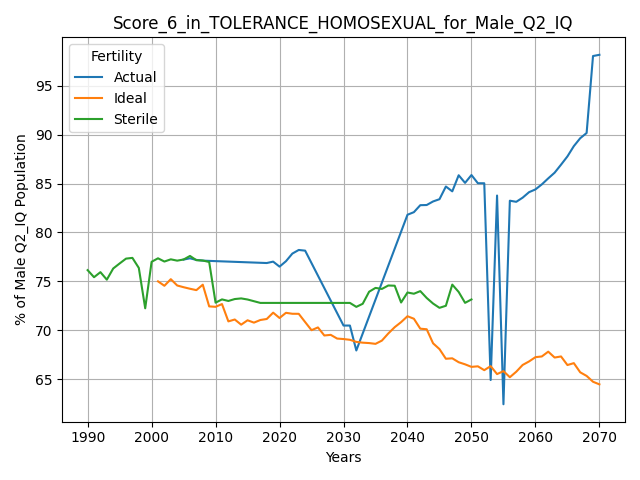 Score_6_in_TOLERANCE_HOMOSEXUAL_for_Male_Q2_IQ
Fertility
Actual
Ideal
Sterile
% of Male Q2_IQ Population
95
90
85
80
75
70
65
1990 2000 2010 2020 2030 2040 2050 2060 2070
Years